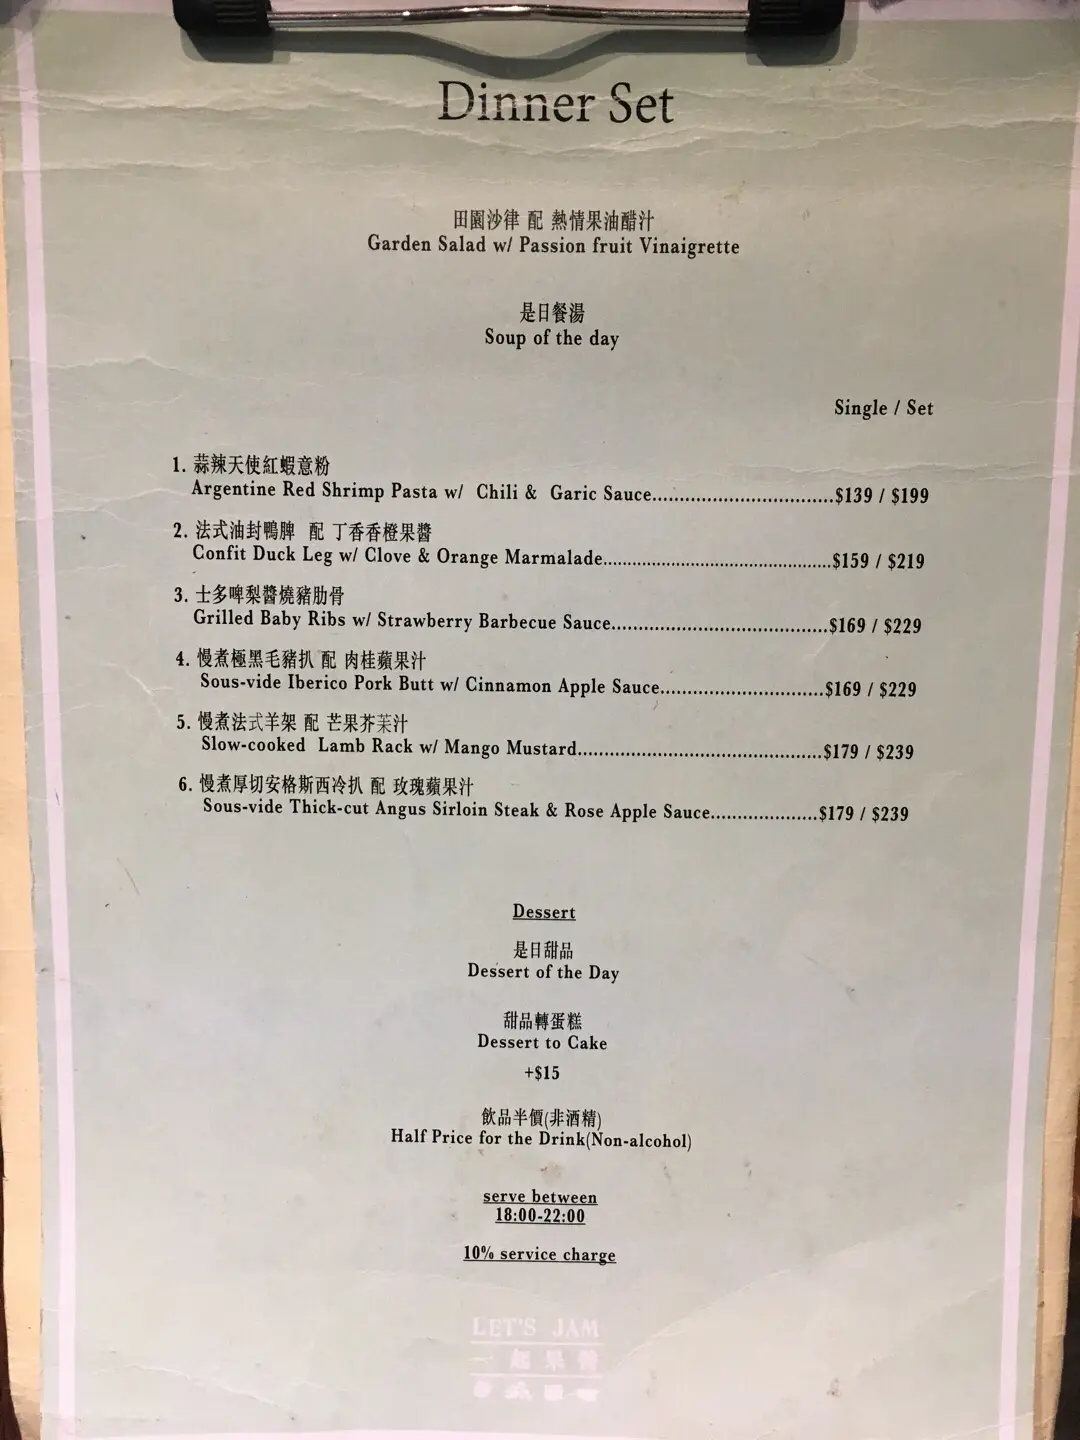 Dinner Set
田園沙律 配 熱情果油醋汁
Garden Salad w/ Passion fruit Vinaigrette
是日餐湯
Soup of the day
Single / Set
1. 蒜辣天使紅蝦意粉
Argentine Red Shrimp Pasta w/ Chili & Garic Sauce..................................$139 / $199
2. 法式油封鴨脾 配 丁香香橙果醬
Confit Duck Leg w/ Clove & Orange Marmalade..............................................$159 / $219
3. 士多啤梨醬燒豬肋骨
Grilled Baby Ribs w/ Strawberry Barbecue Sauce.......................................$169 / $229
4. 慢煮極黑毛豬扒 配 肉桂蘋果汁
Sous-vide Iberico Pork Butt w/ Cinnamon Apple Sauce..............................$169 / $229
5. 慢煮法式羊架 配 芒果芥茉汁
Slow-cooked Lamb Rack w/ Mango Mustard.............................................$179 / $239
6. 慢煮厚切安格斯西冷扒 配 玫瑰蘋果汁
Sous-vide Thick-cut Angus Sirloin Steak & Rose Apple Sauce....................$179 / $239
Dessert
是日甜品
Dessert of the Day
甜品轉蛋糕
Dessert to Cake
+$15
飲品半價(非酒精)
Half Price for the Drink(Non-alcohol)
serve between
18:00-22:00
10% service charge
LET'S JAM
一起果醬